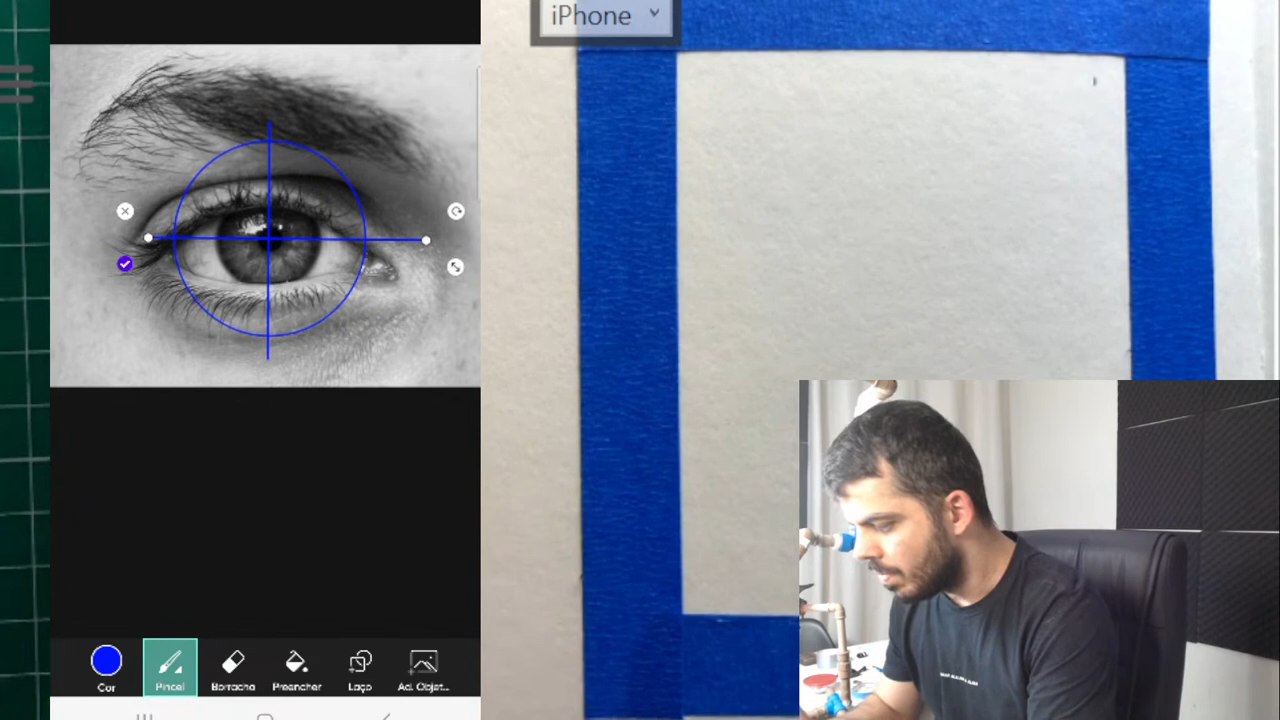 iPhone
Cor
Pincel
Borracha
Preencher
Laço
Ad. Objet...